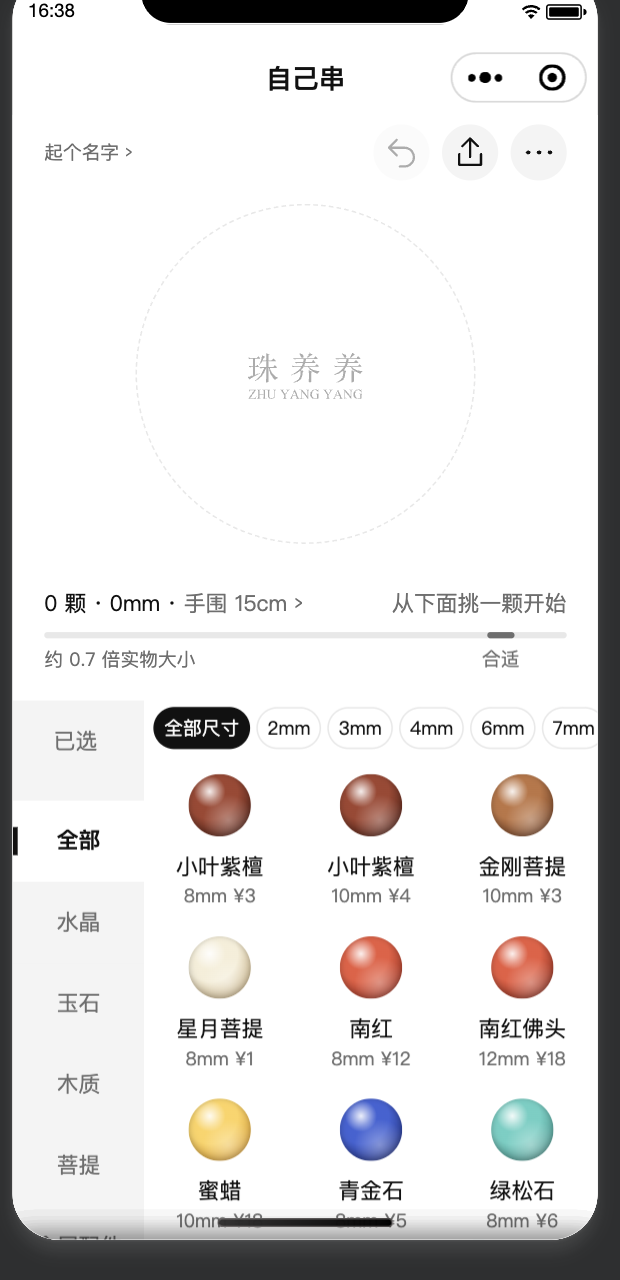 16:38
自己串
起个名字 >
珠养养
ZHU YANG YANG
0 颗 · 0mm · 手围 15cm >
从下面挑一颗开始
约 0.7 倍实物大小
合适
已选
全部
水晶
玉石
木质
菩提
全部尺寸 2mm 3mm 4mm 6mm 7mm
小叶紫檀 小叶紫檀 金刚菩提
8mm ¥3 10mm ¥4 10mm ¥3
星月菩提 南红 南红佛头
8mm ¥1 8mm ¥12 12mm ¥18
蜜蜡 青金石 绿松石
10mm ¥18 8mm ¥5 8mm ¥6